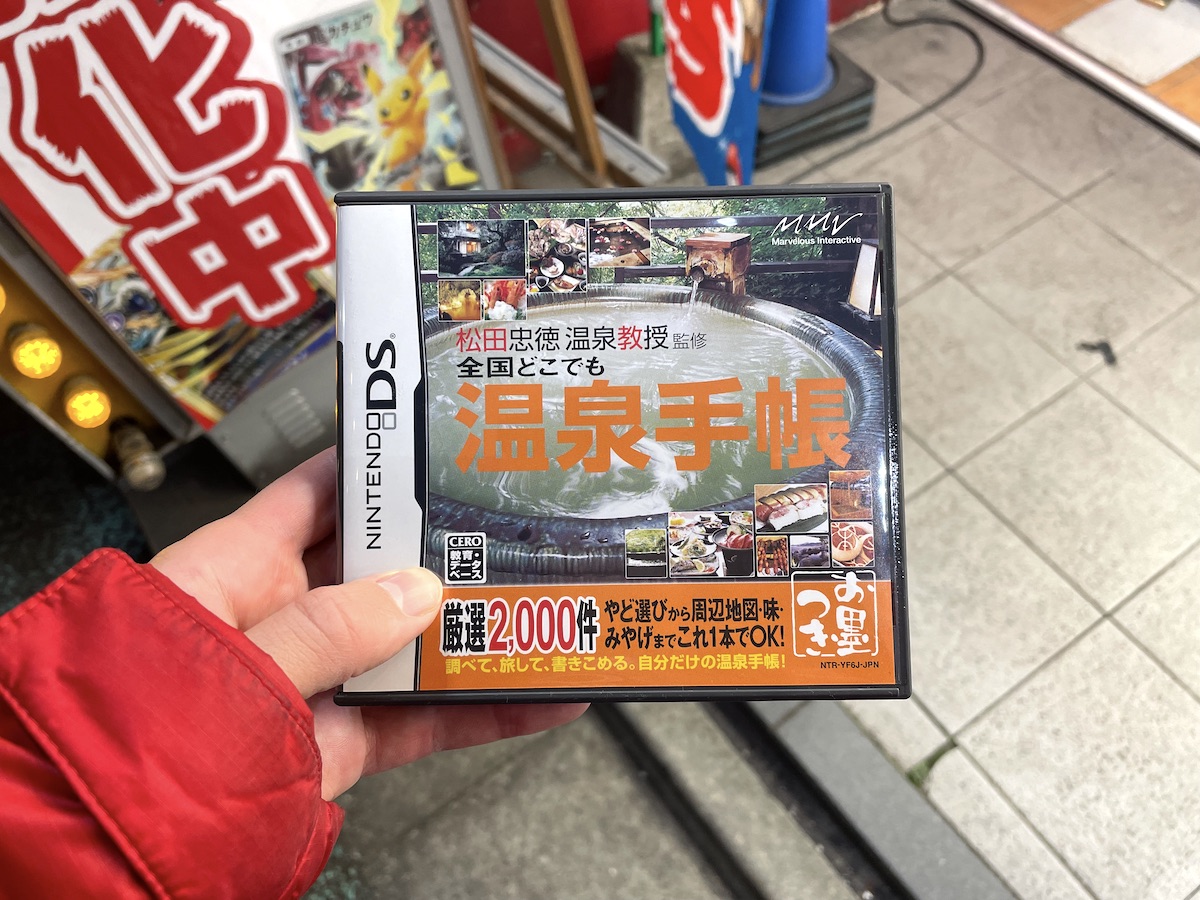 化中
NINTENDO DS
Marvelous Interactive
松田忠徳 温泉教授 監修
全国どこでも
温泉手帳
CERO
教育・
データ
ベース
厳選2,000件
やど選びから周辺地図・味・
みやげまでこれ1本でOK!
調べて、旅して、書きこめる。自分だけの温泉手帳!
お墨
つき
NTR-YF6J-JPN